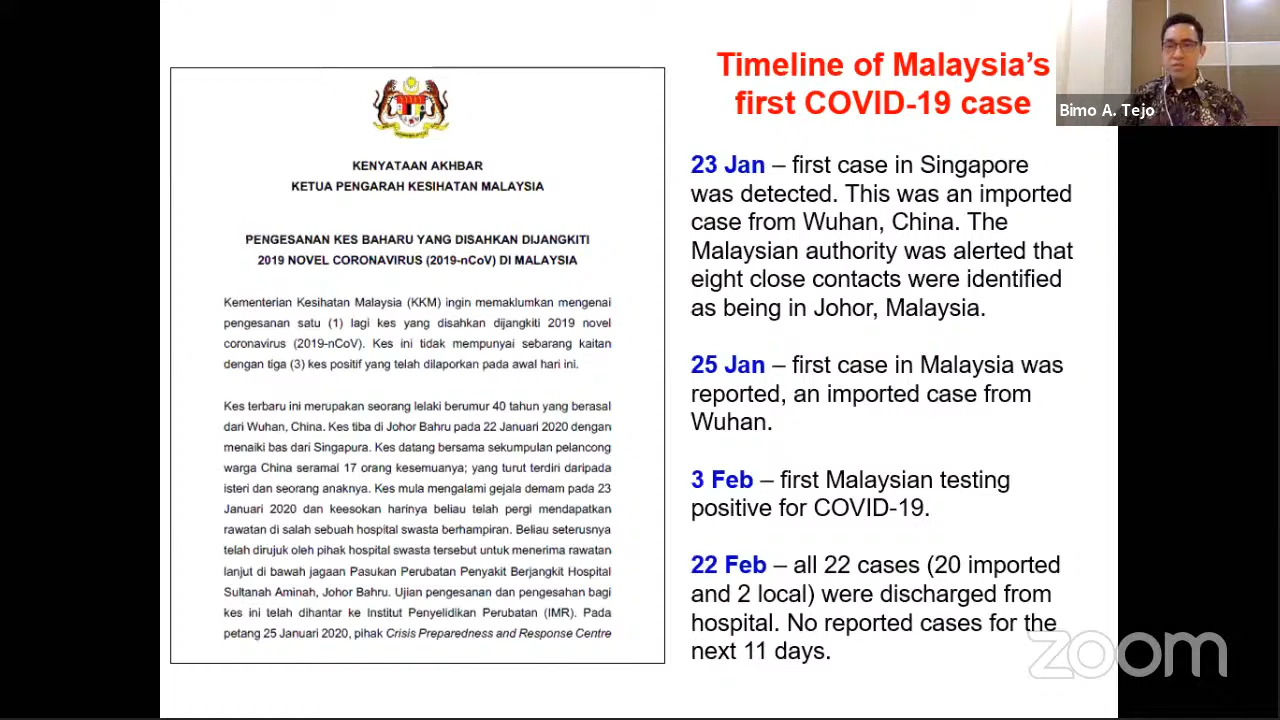 KENYATAAN AKHBAR
KETUA PENGARAH KESIHATAN MALAYSIA
PENGESANAN KES BAHARU YANG DISAHKAN DIJANGKITI
2019 NOVEL CORONAVIRUS (2019-nCoV) DI MALAYSIA
Kementerian Kesihatan Malaysia (KKM) ingin memaklumkan mengenai
pengesanan satu (1) lagi kes yang disahkan dijangkiti 2019 novel
coronavirus (2019-nCoV). Kes ini tidak mempunyai sebarang kaitan
dengan tiga (3) kes positif yang telah dilaporkan pada awal hari ini.
Kes terbaru ini merupakan seorang lelaki berumur 40 tahun yang berasal
dari Wuhan, China. Kes tiba di Johor Bahru pada 22 Januari 2020 dengan
menaiki bas dari Singapura. Kes datang bersama sekumpulan pelancong
warga China seramai 17 orang kesemuanya; yang turut terdiri daripada
isteri dan seorang anaknya. Kes mula mengalami gejala demam pada 23
Januari 2020 dan keesokan harinya beliau telah pergi mendapatkan
rawatan di salah sebuah hospital swasta berhampiran. Beliau seterusnya
telah dirujuk oleh pihak hospital swasta tersebut untuk menerima rawatan
lanjut di bawah jagaan Pasukan Perubatan Penyakit Berjangkit Hospital
Sultanah Aminah, Johor Bahru. Ujian pengesanan dan pengesahan bagi
kes ini telah dihantar ke Institut Penyelidikan Perubatan (IMR). Pada
petang 25 Januari 2020, pihak Crisis Preparedness and Response Centre
Timeline of Malaysia's
first COVID-19 case
23 Jan – first case in Singapore
was detected. This was an imported
case from Wuhan, China. The
Malaysian authority was alerted that
eight close contacts were identified
as being in Johor, Malaysia.
25 Jan – first case in Malaysia was
reported, an imported case from
Wuhan.
3 Feb – first Malaysian testing
positive for COVID-19.
22 Feb – all 22 cases (20 imported
and 2 local) were discharged from
hospital. No reported cases for the
next 11 days.
Bimo A. Tejo
zoom